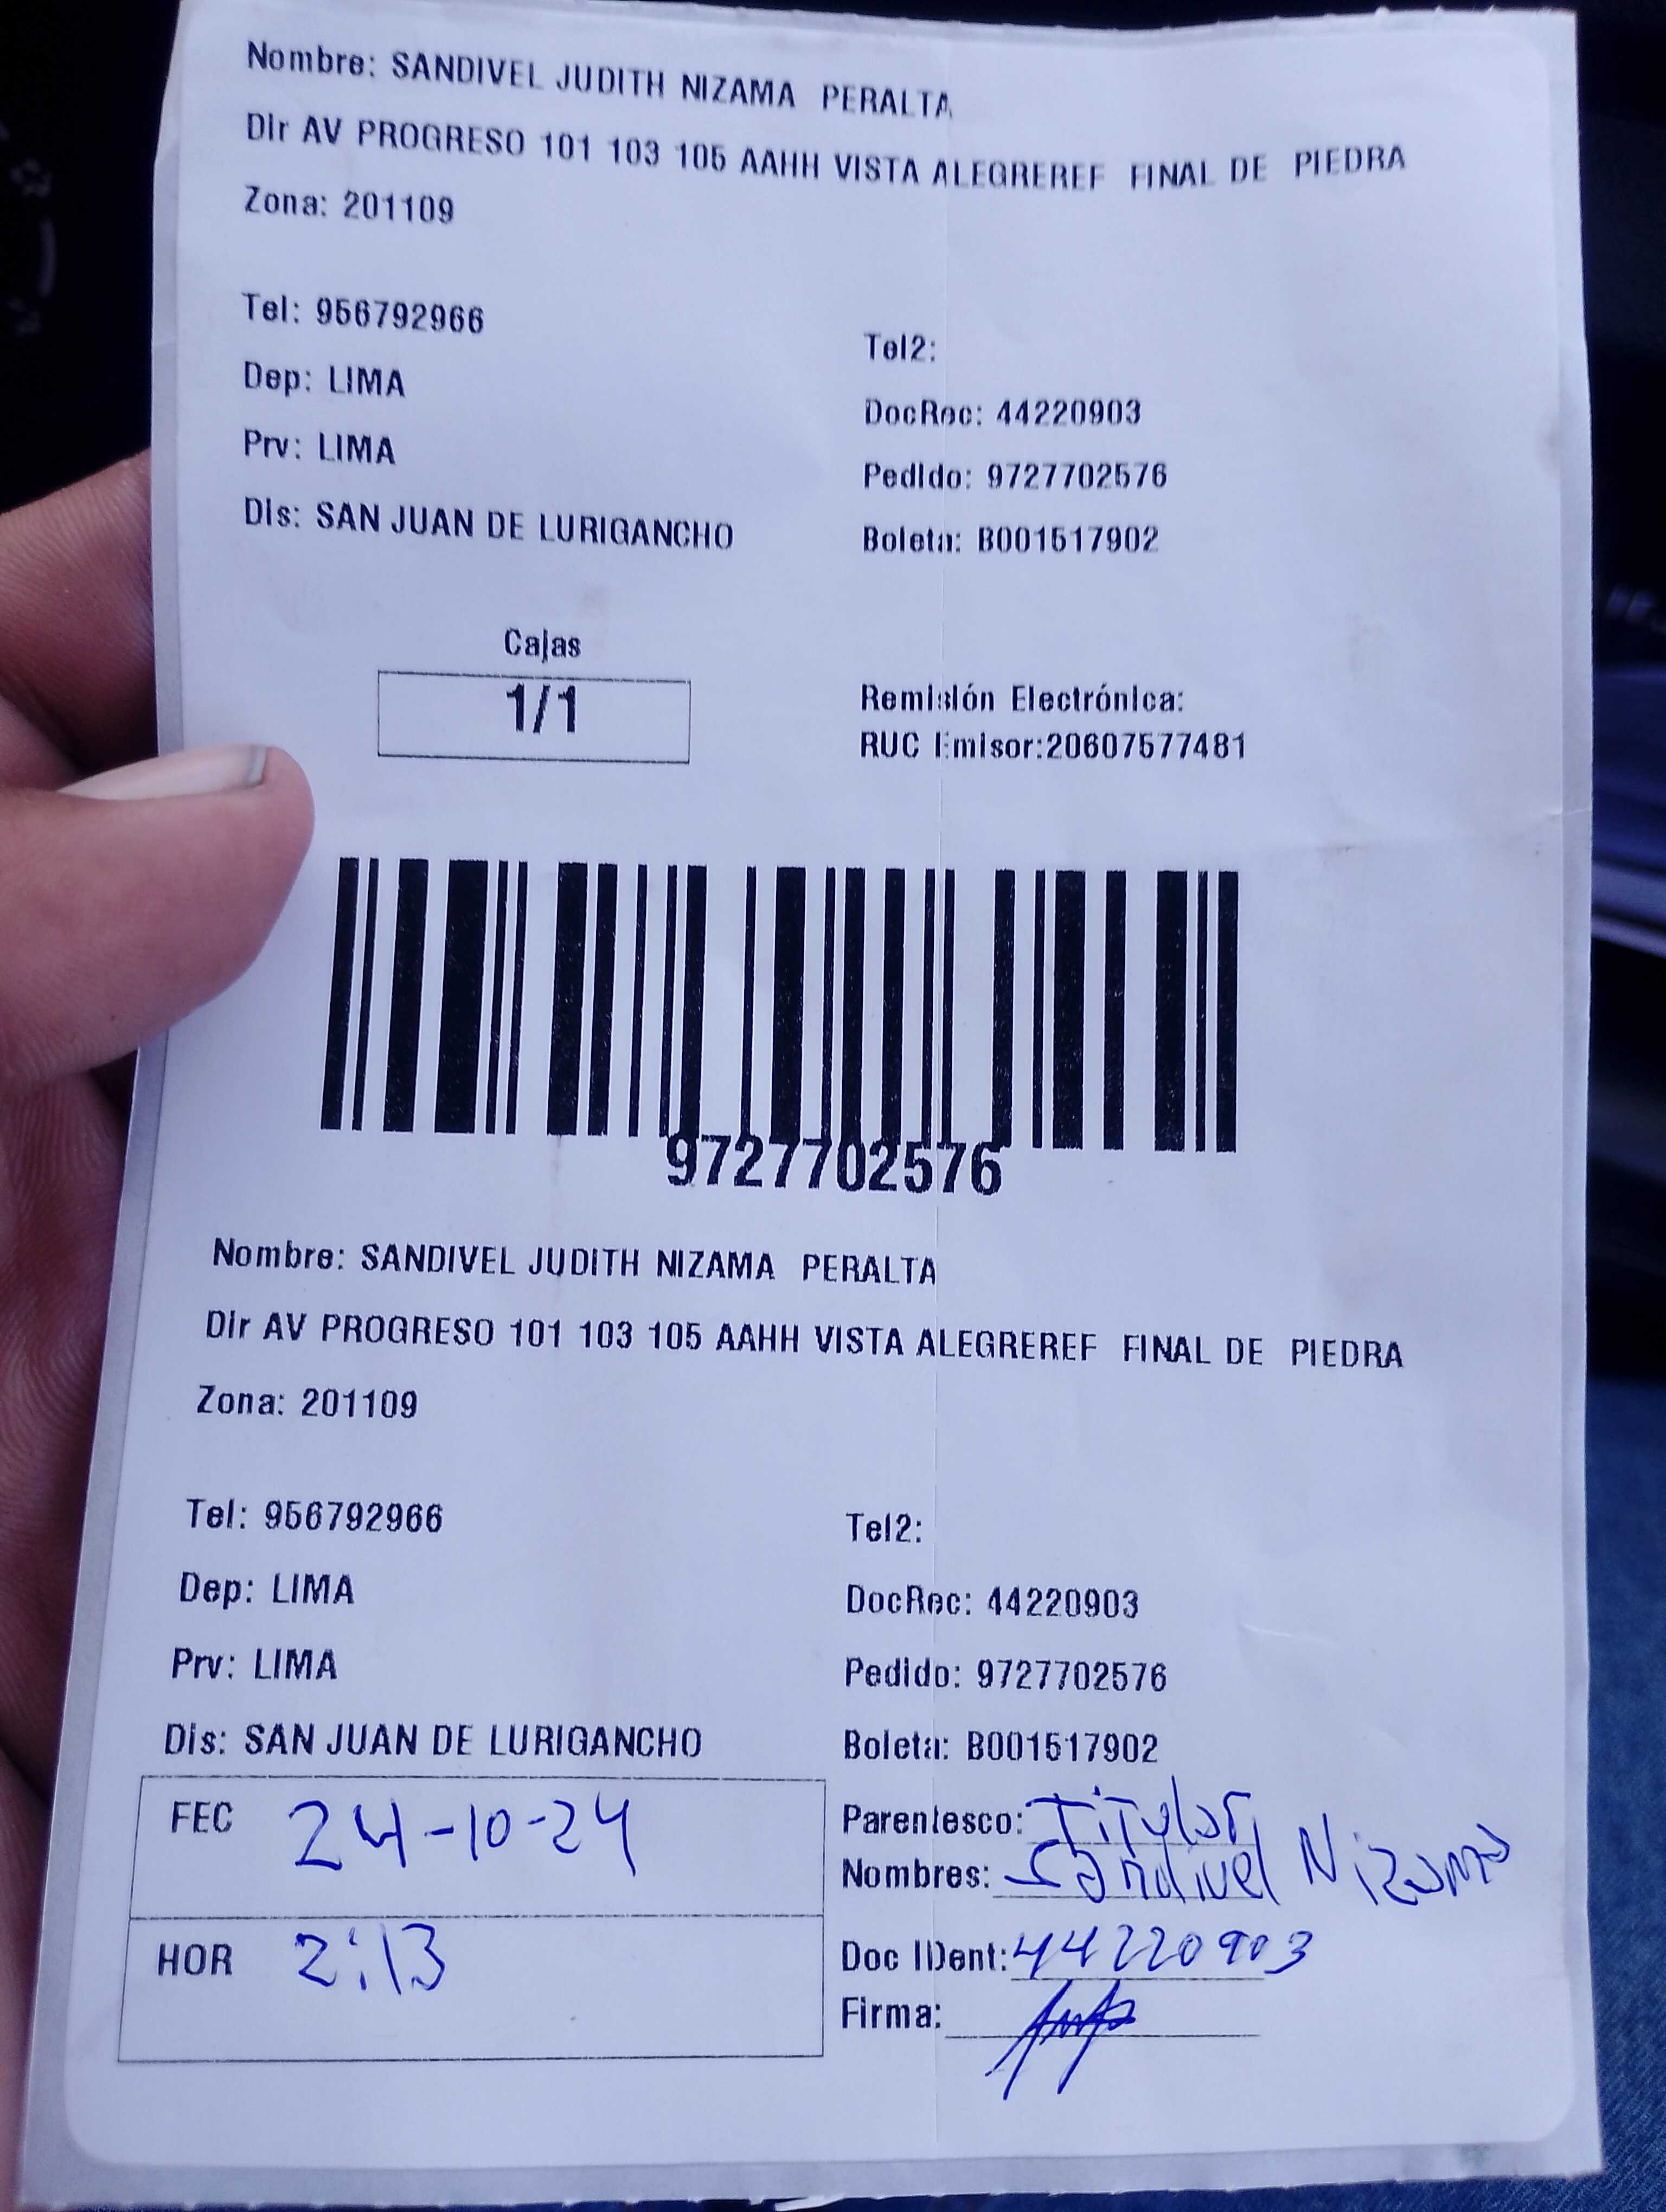 Nombre: SANDIVEL JUDITH NIZAMA PERALTA
Dir AV PROGRESO 101 103 105 AAHH VISTA ALEGREREF FINAL DE PIEDRA
Zona: 201109
Tel: 956792966
Tel2:
Dep: LIMA
DocRec: 44220903
Prv: LIMA
Pedido: 9727702576
Dis: SAN JUAN DE LURIGANCHO
Boleta: B001517902
Cajas
1/1
Remisión Electrónica:
RUC Emisor:20607577481
9727702576
Nombre: SANDIVEL JUDITH NIZAMA PERALTA
Dir AV PROGRESO 101 103 105 AAHH VISTA ALEGREREF FINAL DE PIEDRA
Zona: 201109
Tel: 956792966
Tel2:
Dep: LIMA
DocRec: 44220903
Prv: LIMA
Pedido: 9727702576
Dis: SAN JUAN DE LURIGANCHO
Boleta: B001517902
FEC 24-10-24
Parentesco: Titular
Nombres: Sandivel Nizama
HOR 2:13
Doc IDent: 44220903
Firma: